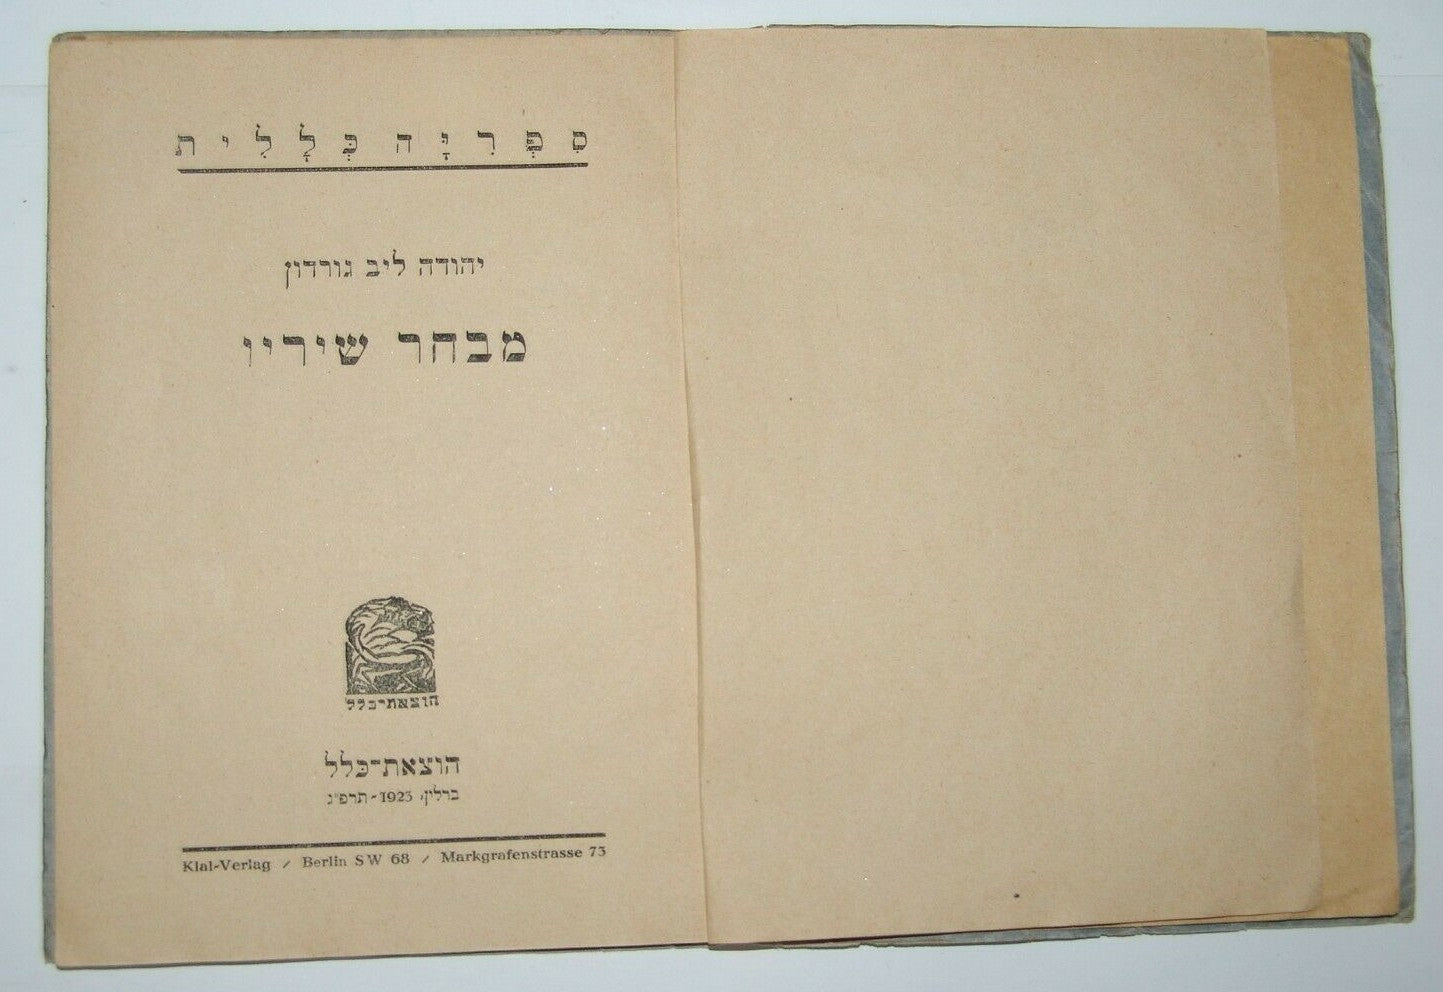 סִפְרִיָּה כְּלָלִית
יהודה ליב גורדון
מבחר שיריו
הוצאת־כלל
הוצאת־כלל
ברלין, 1923 - תרפ״ג
Klal-Verlag / Berlin SW 68 / Markgrafenstrasse 73